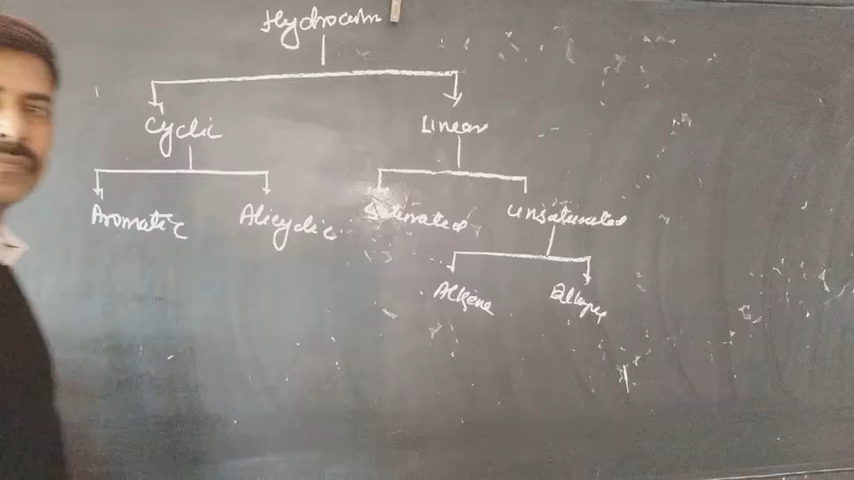 Hydrocarbon
Cyclic Linear
Aromatic Alicyclic Saturated unsaturated
Alkene Alkyne